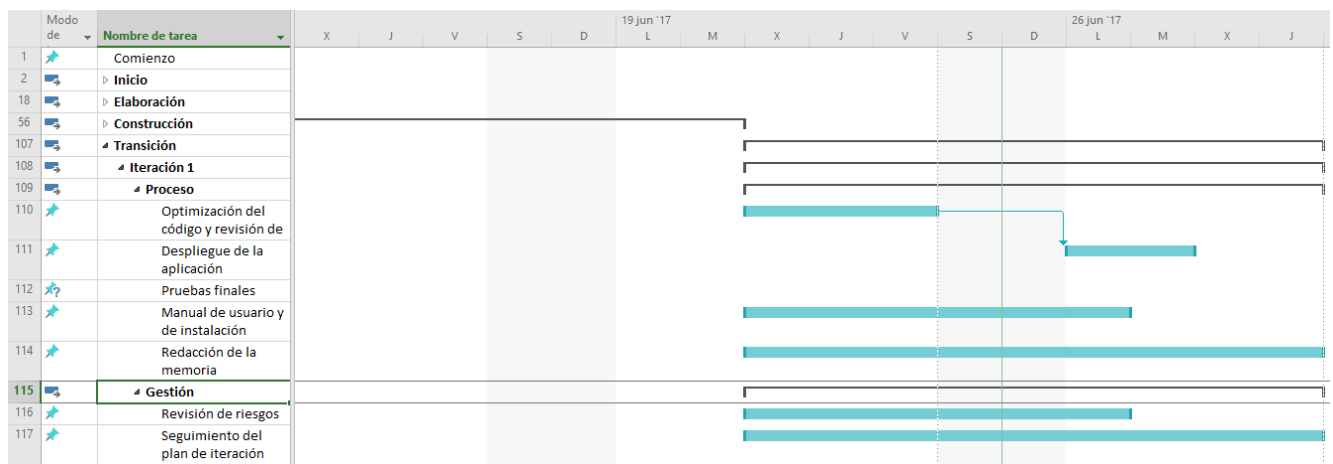 Modo
de
Nombre de tarea
19 jun '17
26 jun '17
X J V S D L M X J V S D L M X J
1 Comienzo
2 Inicio
18 Elaboración
56 Construcción
107 Transición
108 Iteración 1
109 Proceso
110 Optimización del
código y revisión de
111 Despliegue de la
aplicación
112 ? Pruebas finales
113 Manual de usuario y
de instalación
114 Redacción de la
memoria
115 Gestión
116 Revisión de riesgos
117 Seguimiento del
plan de iteración